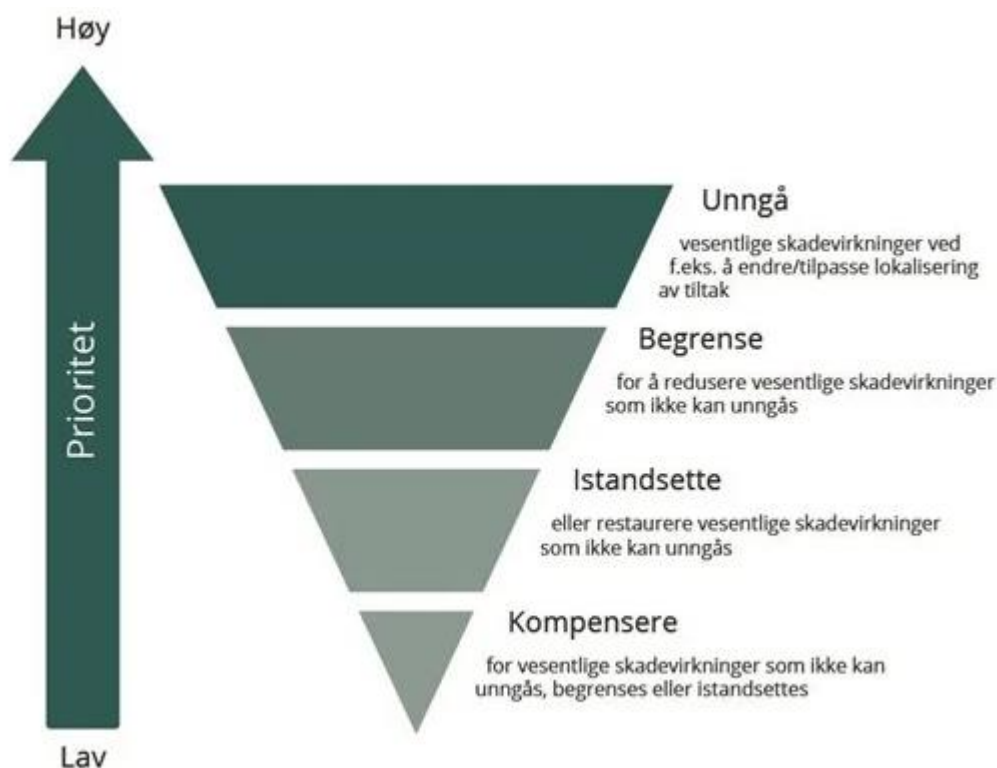 Høy
Prioritet
Unngå
vesentlige skadevirkninger ved
f.eks. å endre/tilpasse lokalisering
av tiltak
Begrense
for å redusere vesentlige skadevirkninger
som ikke kan unngås
Istandsette
eller restaurere vesentlige skadevirkninger
som ikke kan unngås
Kompensere
for vesentlige skadevirkninger som ikke kan
unngås, begrenses eller istandsettes
Lav